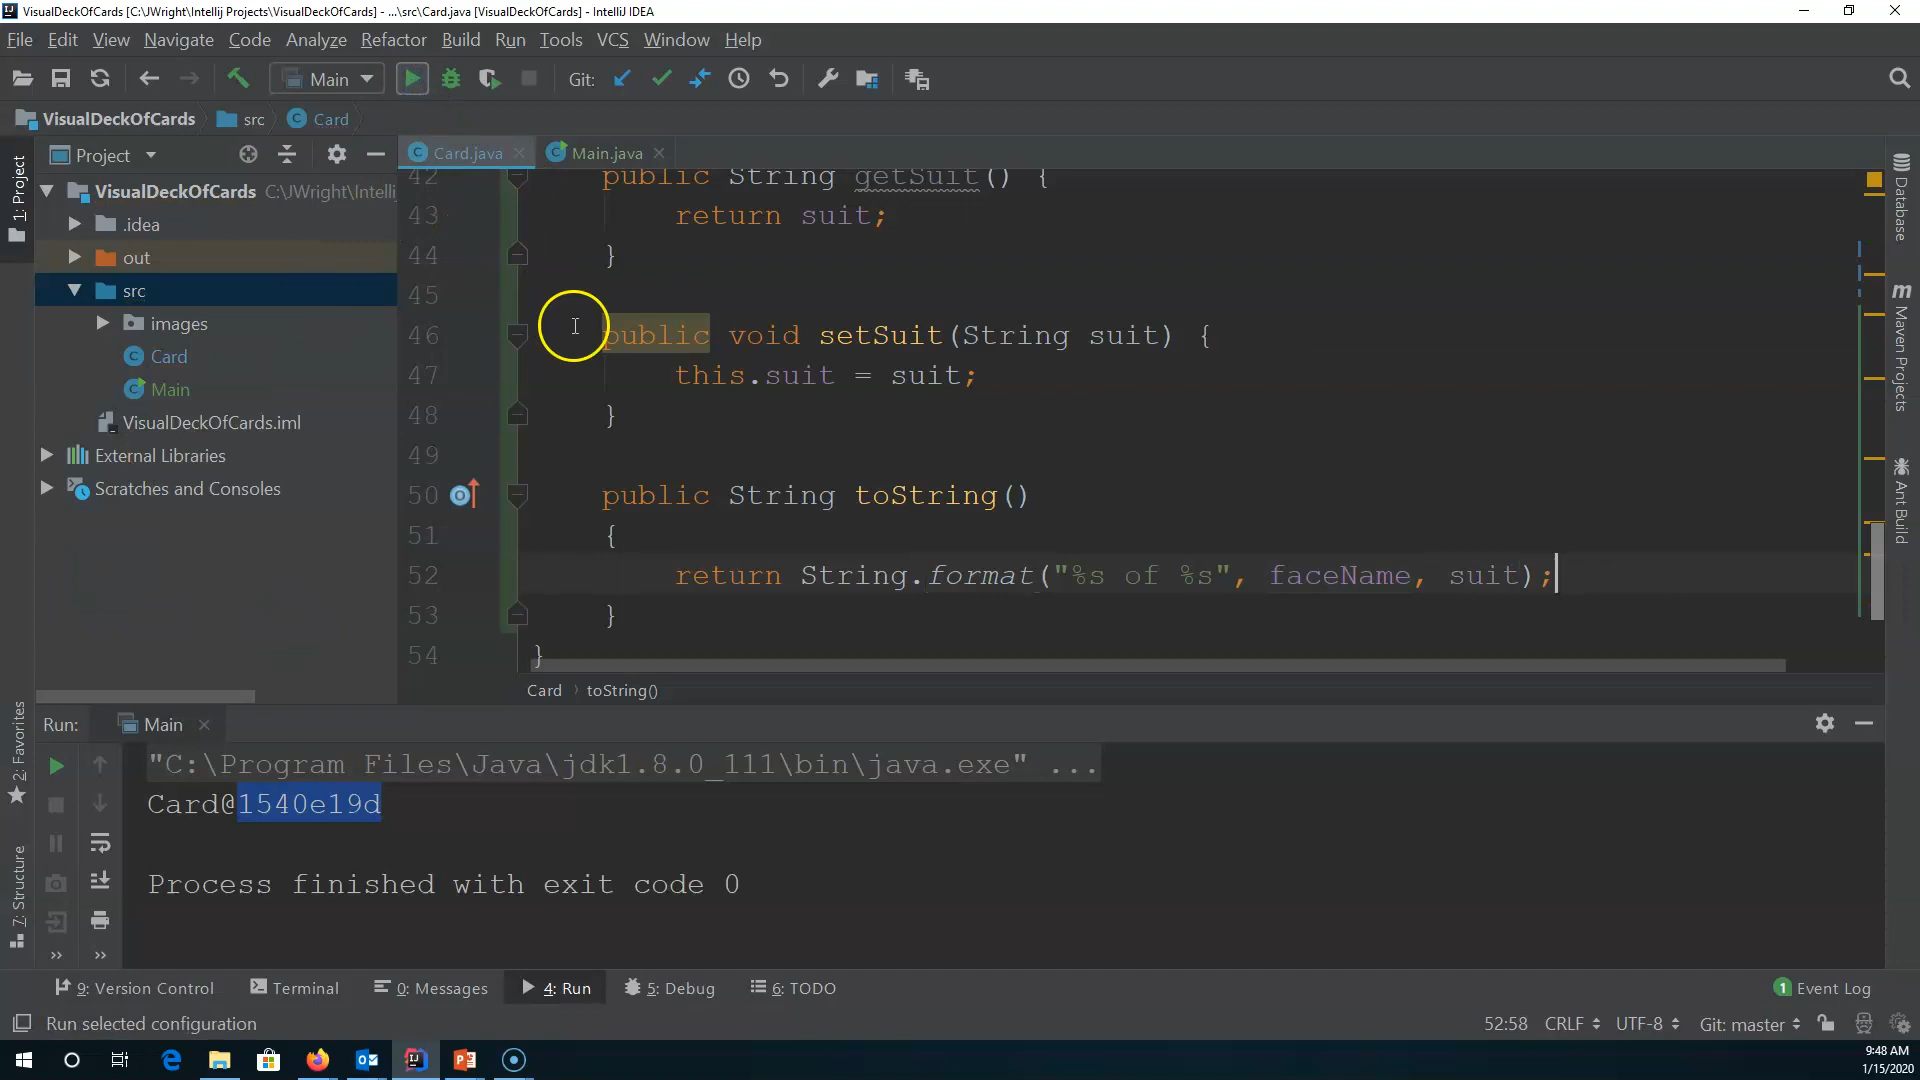 VisualDeckOfCards [C:\JWright\Intellij Projects\VisualDeckOfCards] - ...\src\Card.java [VisualDeckOfCards] - IntelliJ IDEA
File Edit View Navigate Code Analyze Refactor Build Run Tools VCS Window Help
Main Git:
VisualDeckOfCards src Card
Project Card.java Main.java
1: Project
VisualDeckOfCards C:\JWright\Intellij
.idea
out
src
images
Card
Main
VisualDeckOfCards.iml
External Libraries
Scratches and Consoles
42 public String getSuit() {
43 return suit;
44 }
45
46 public void setSuit(String suit) {
47 this.suit = suit;
48 }
49
50 public String toString()
51 {
52 return String.format("%s of %s", faceName, suit);
53 }
54 }
Card › toString()
Database
Maven Projects
Ant Build
2: Favorites
7: Structure
Run: Main
"C:\Program Files\Java\jdk1.8.0_111\bin\java.exe" ...
Card@1540e19d
Process finished with exit code 0
9: Version Control Terminal 0: Messages 4: Run 5: Debug 6: TODO 1 Event Log
Run selected configuration 52:58 CRLF UTF-8 Git: master
9:48 AM
1/15/2020